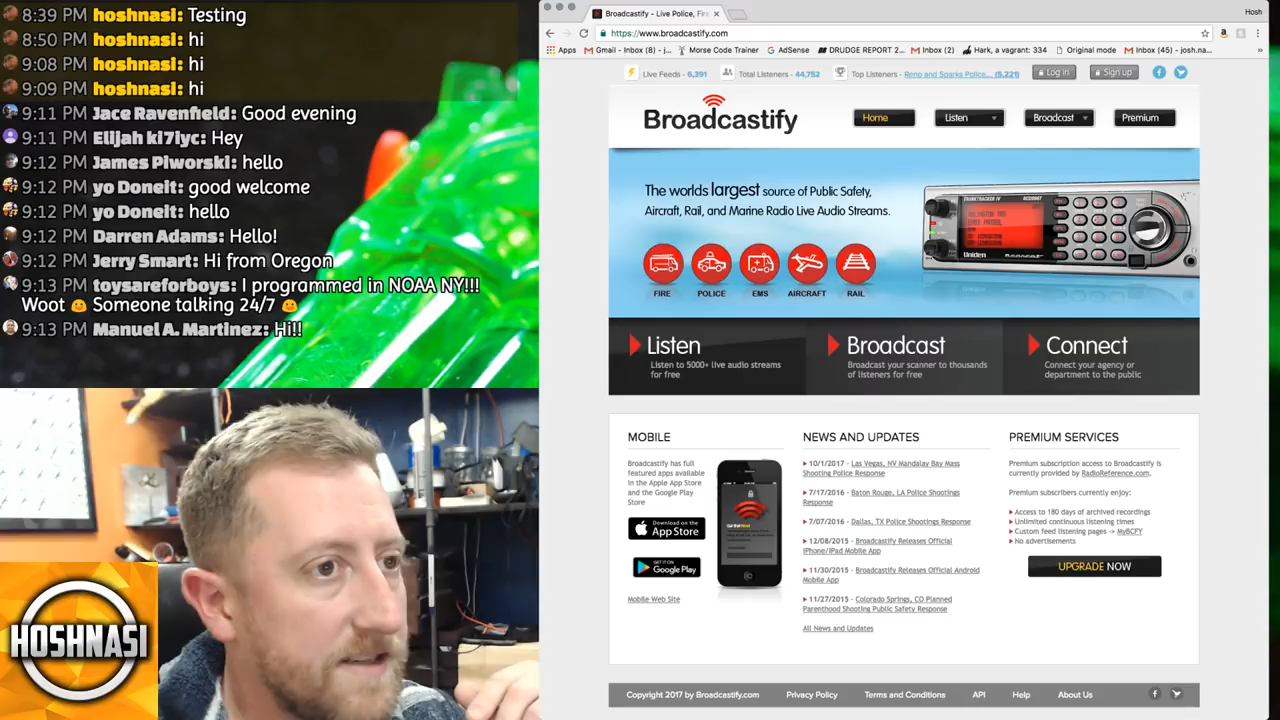 8:39 PM hoshnasi: Testing
8:50 PM hoshnasi: hi
9:08 PM hoshnasi: hi
9:09 PM hoshnasi: hi
9:11 PM Jace Ravenfield: Good evening
9:11 PM Elijah ki7iyc: Hey
9:12 PM James Piworski: hello
9:12 PM yo Doneit: good welcome
9:12 PM yo Doneit: hello
9:12 PM Darren Adams: Hello!
9:12 PM Jerry Smart: Hi from Oregon
9:13 PM toysareforboys: I programmed in NOAA NY!!!
Woot Someone talking 24/7
9:13 PM Manuel A. Martinez: Hi!!
HOSHNASI
Broadcastify - Live Police, Fir
Hosh
https://www.broadcastify.com
Apps
Gmail - Inbox (8) - j...
Morse Code Trainer
AdSense
DRUDGE REPORT 2...
Inbox (2)
Hark, a vagrant: 334
Original mode
Inbox (45) - josh.na...
Live Feeds - 6,391
Total Listeners - 44,752
Top Listeners - Reno and Sparks Police,... (5,221)
Log in
Sign up
Broadcastify
Home
Listen
Broadcast
Premium
The worlds largest source of Public Safety,
Aircraft, Rail, and Marine Radio Live Audio Streams.
FIRE
POLICE
EMS
AIRCRAFT
RAIL
Uniden
Listen
Listen to 5000+ live audio streams
for free
Broadcast
Broadcast your scanner to thousands
of listeners for free
Connect
Connect your agency or
department to the public
MOBILE
Broadcastify has full
featured apps available
in the Apple App Store
and the Google Play
Store
Download on the
App Store
GET IT ON
Google Play
Mobile Web Site
NEWS AND UPDATES
10/1/2017 - Las Vegas, NV Mandalay Bay Mass
Shooting Police Response
7/17/2016 - Baton Rouge, LA Police Shootings
Response
7/07/2016 - Dallas, TX Police Shootings Response
12/08/2015 - Broadcastify Releases Official
iPhone/iPad Mobile App
11/30/2015 - Broadcastify Releases Official Android
Mobile App
11/27/2015 - Colorado Springs, CO Planned
Parenthood Shooting Public Safety Response
All News and Updates
PREMIUM SERVICES
Premium subscription access to Broadcastify is
currently provided by RadioReference.com.
Premium subscribers currently enjoy:
Access to 180 days of archived recordings
Unlimited continuous listening times
Custom feed listening pages -> MyBCFY
No advertisements
UPGRADE NOW
Copyright 2017 by Broadcastify.com
Privacy Policy
Terms and Conditions
API
Help
About Us